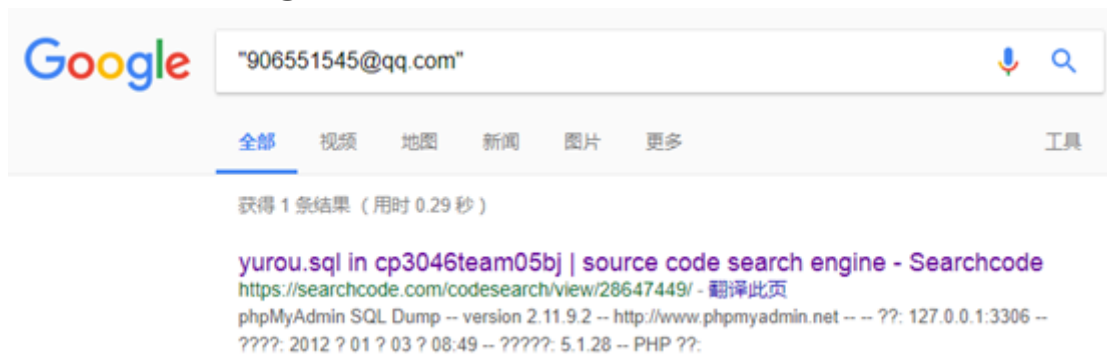 Google "906551545@qq.com"
全部 视频 地图 新闻 图片 更多 工具
获得 1 条结果 （用时 0.29 秒）
yurou.sql in cp3046team05bj | source code search engine - Searchcode
https://searchcode.com/codesearch/view/28647449/ - 翻译此页
phpMyAdmin SQL Dump -- version 2.11.9.2 -- http://www.phpmyadmin.net -- -- ??: 127.0.0.1:3306 --
????: 2012 ? 01 ? 03 ? 08:49 -- ?????: 5.1.28 -- PHP ??: